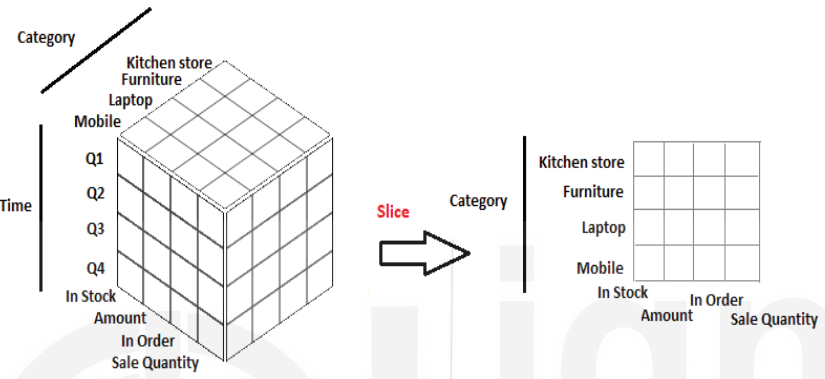 Category
Kitchen store
Furniture
Laptop
Mobile
Time
Q1
Q2
Q3
Q4
In Stock
Amount
In Order
Sale Quantity
Slice
Category
Kitchen store
Furniture
Laptop
Mobile
In Stock
Amount
In Order
Sale Quantity